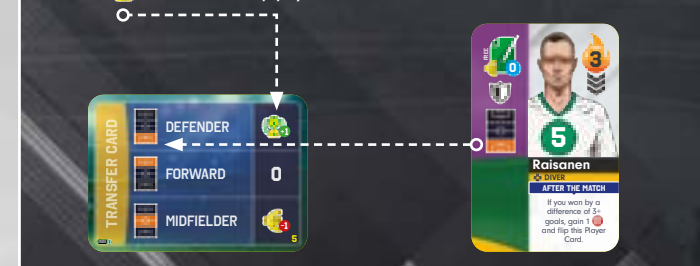 TRANSFER CARD
DEFENDER
-1
FORWARD
0
MIDFIELDER
-1
5
FREE
0
3
5
Raisanen
DIVER
AFTER THE MATCH
If you won by a
difference of 3+
goals, gain 1
and flip this Player
Card.